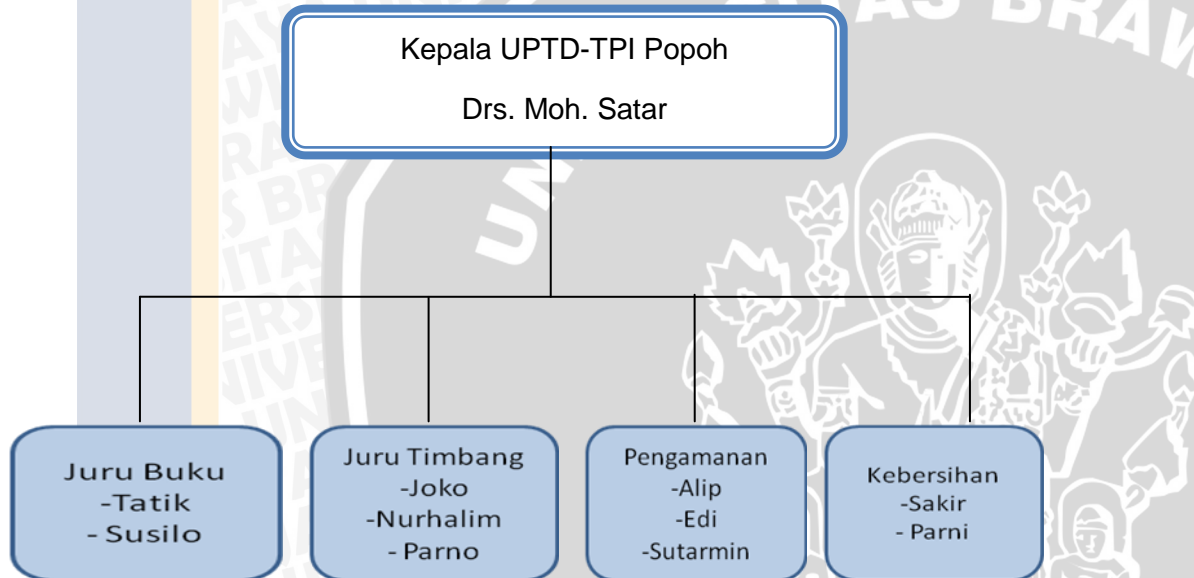 Kepala UPTD-TPI Popoh
Drs. Moh. Satar
Juru Buku
-Tatik
- Susilo
Juru Timbang
-Joko
-Nurhalim
- Parno
Pengamanan
-Alip
-Edi
-Sutarmin
Kebersihan
-Sakir
- Parni